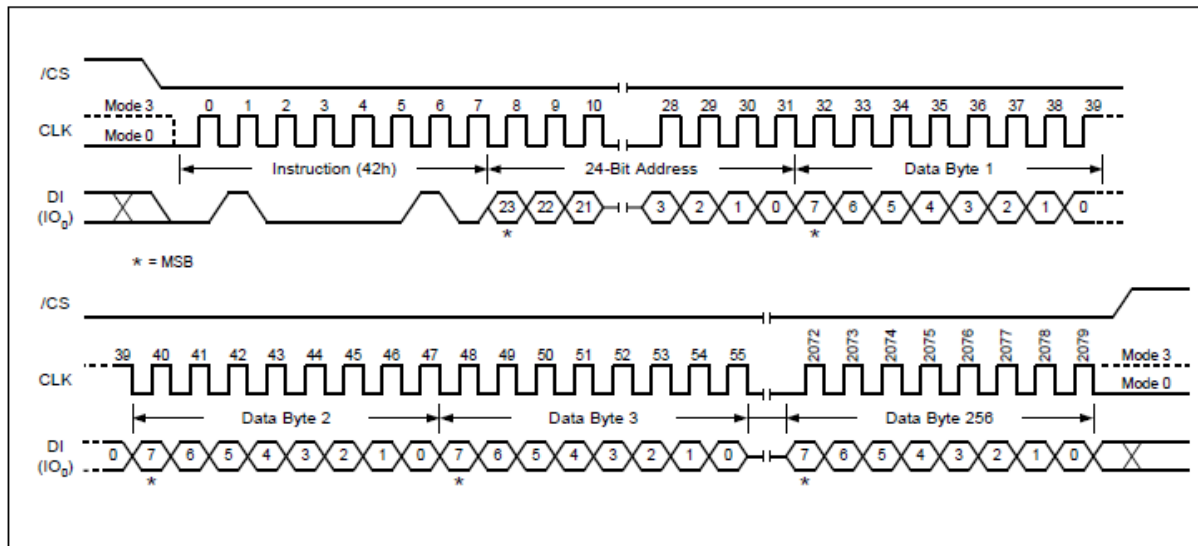 /CS
Mode 3 0 1 2 3 4 5 6 7 8 9 10 28 29 30 31 32 33 34 35 36 37 38 39
CLK Mode 0
Instruction (42h) 24-Bit Address Data Byte 1
DI
(IO0) 23 22 21 3 2 1 0 7 6 5 4 3 2 1 0
* *
* = MSB
/CS
39 40 41 42 43 44 45 46 47 48 49 50 51 52 53 54 55 2072 2073 2074 2075 2076 2077 2078 2079 Mode 3
CLK Mode 0
Data Byte 2 Data Byte 3 Data Byte 256
DI
(IO0) 0 7 6 5 4 3 2 1 0 7 6 5 4 3 2 1 0 7 6 5 4 3 2 1 0
* * *